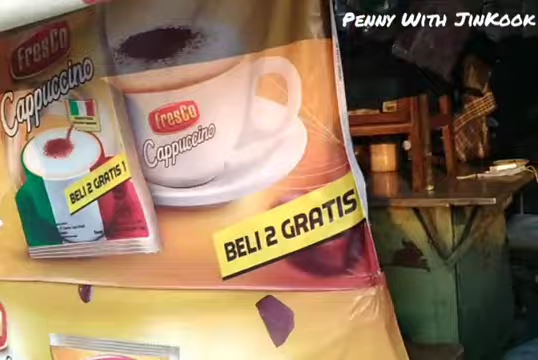 Penny With JinKook
FresCo
Cappuccino
BELI 2 GRATIS 1
FresCo
Cappuccino
BELI 2 GRATIS